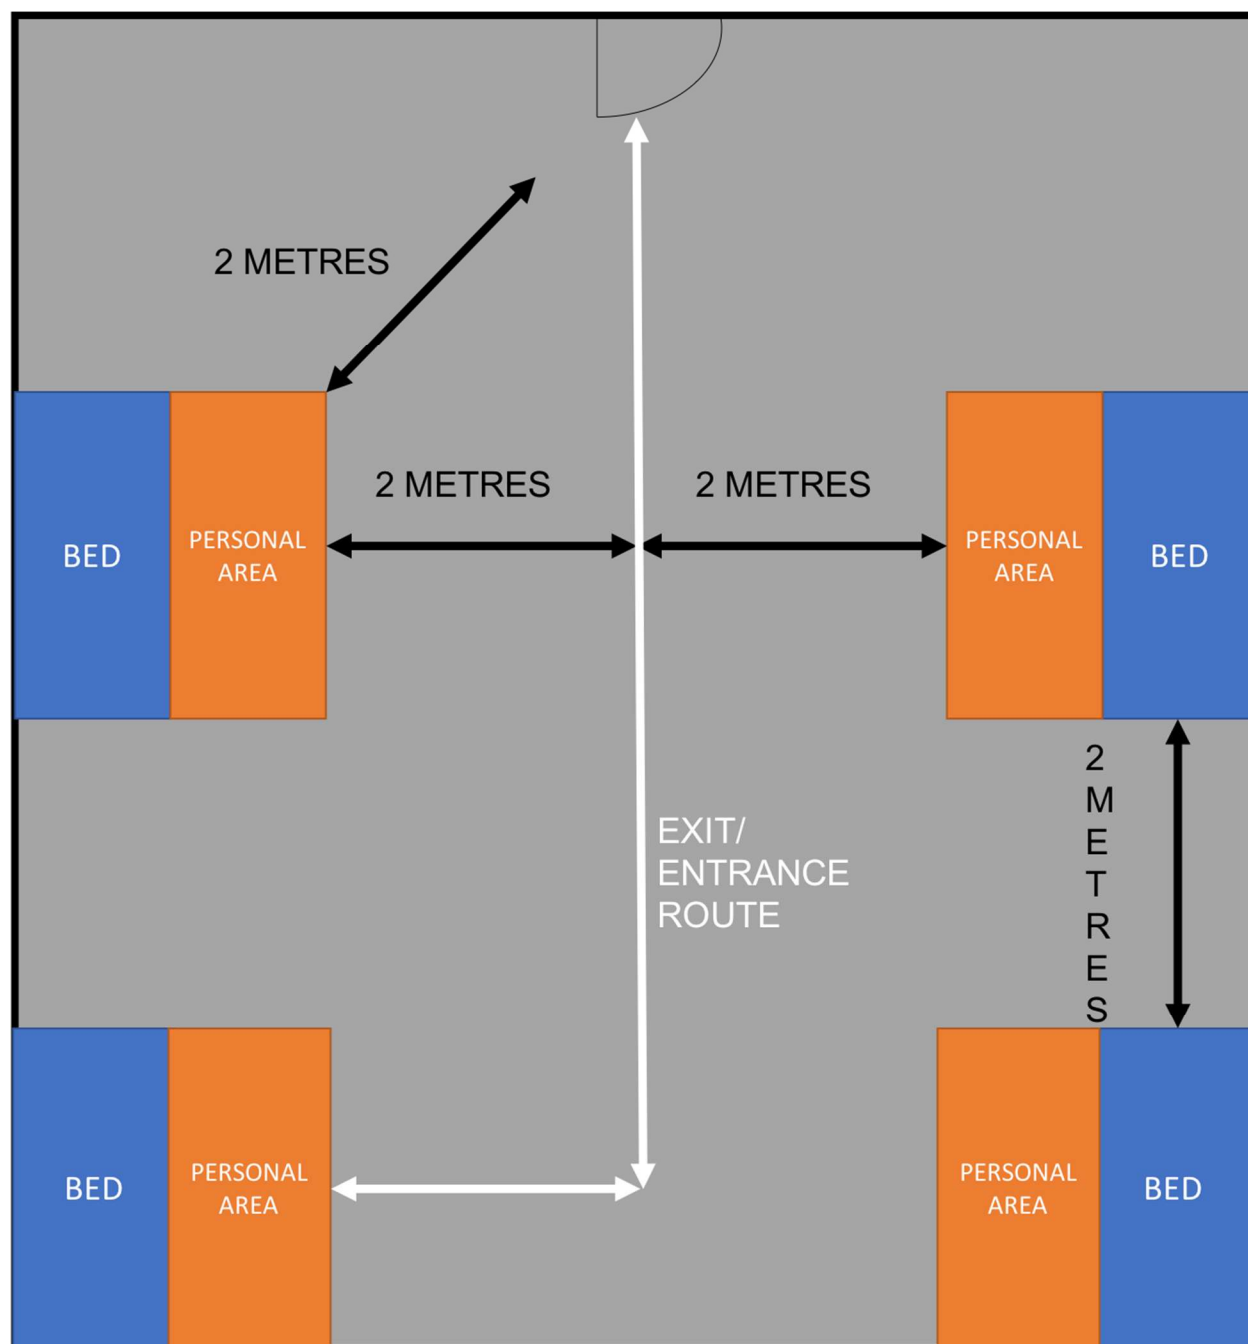 2 METRES
2 METRES
2 METRES
BED
PERSONAL
AREA
PERSONAL
AREA
BED
2
M
E
T
R
E
S
EXIT/
ENTRANCE
ROUTE
BED
PERSONAL
AREA
PERSONAL
AREA
BED